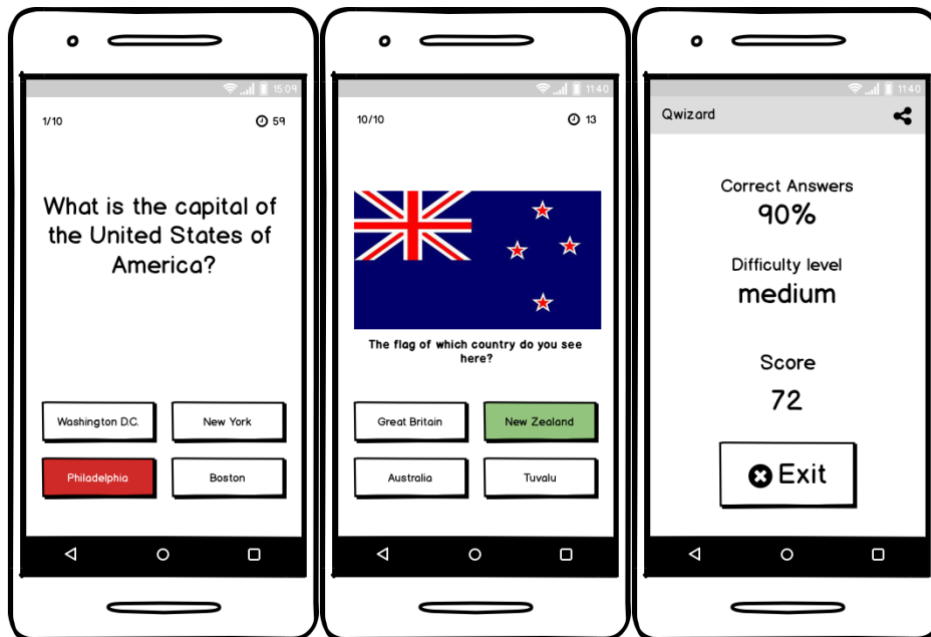 15:09
1/10
59
What is the capital of
the United States of
America?
Washington D.C.
New York
Philadelphia
Boston
11:40
10/10
13
The flag of which country do you see
here?
Great Britain
New Zealand
Australia
Tuvalu
11:40
Qwizard
Correct Answers
90%
Difficulty level
medium
Score
72
Exit